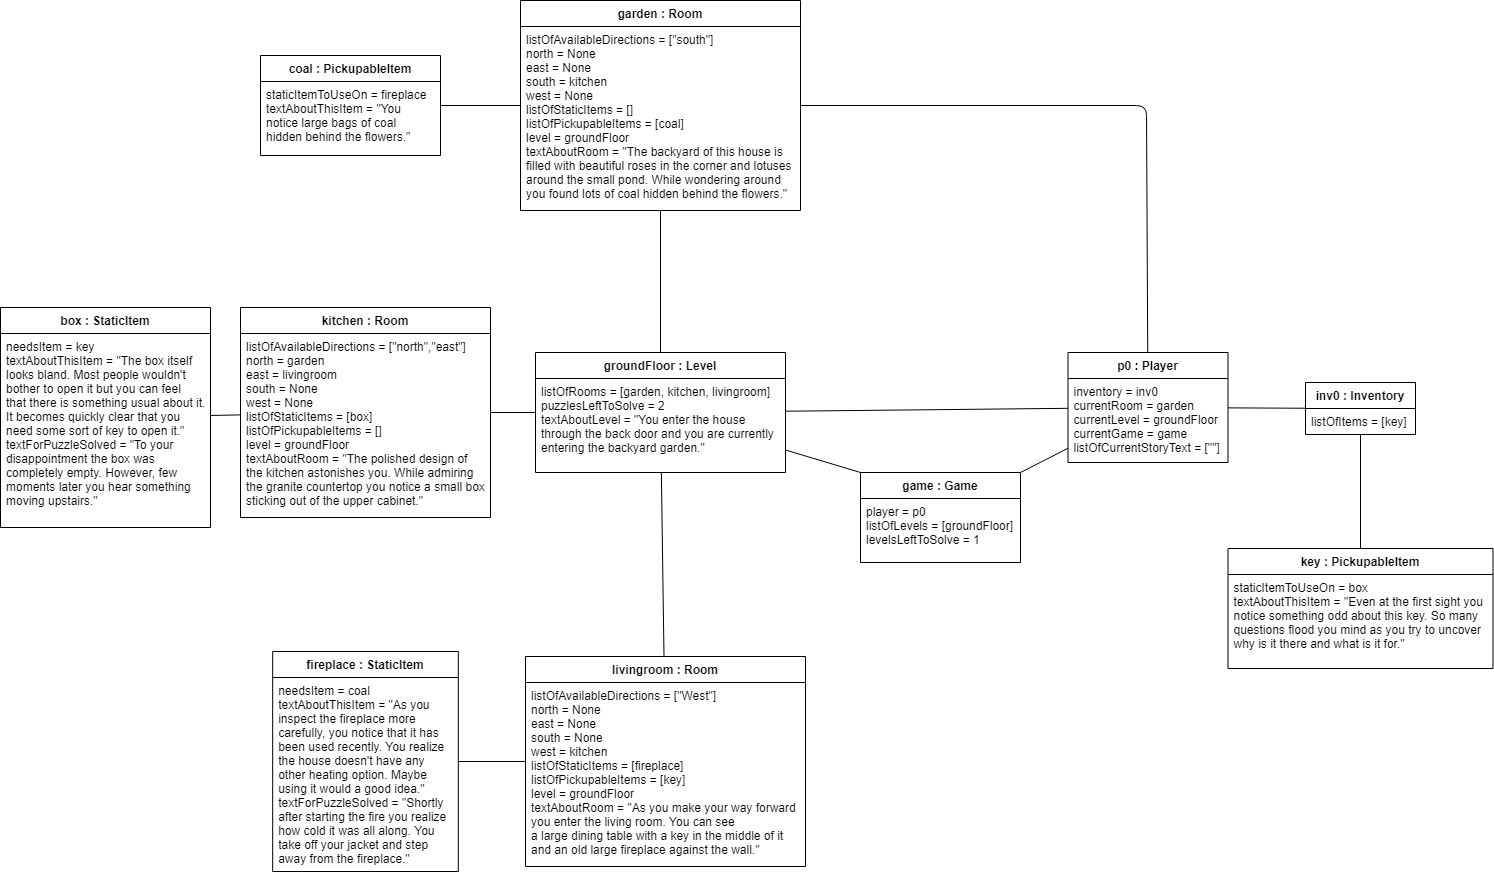 garden : Room
listOfAvailableDirections = ["south"]
north = None
east = None
south = kitchen
west = None
listOfStaticItems = []
listOfPickupableItems = [coal]
level = groundFloor
textAboutRoom = "The backyard of this house is
filled with beautiful roses in the corner and lotuses
around the small pond. While wondering around
you found lots of coal hidden behind the flowers."
coal : PickupableItem
staticItemToUseOn = fireplace
textAboutThisItem = "You
notice large bags of coal
hidden behind the flowers."
box : StaticItem
needsItem = key
textAboutThisItem = "The box itself
looks bland. Most people wouldn't
bother to open it but you can feel
that there is something usual about it.
It becomes quickly clear that you
need some sort of key to open it."
textForPuzzleSolved = "To your
disappointment the box was
completely empty. However, few
moments later you hear something
moving upstairs."
kitchen : Room
listOfAvailableDirections = ["north","east"]
north = garden
east = livingroom
south = None
west = None
listOfStaticItems = [box]
listOfPickupableItems = []
level = groundFloor
textAboutRoom = "The polished design of
the kitchen astonishes you. While admiring
the granite countertop you notice a small box
sticking out of the upper cabinet."
groundFloor : Level
listOfRooms = [garden, kitchen, livingroom]
puzzlesLeftToSolve = 2
textAboutLevel = "You enter the house
through the back door and you are currently
entering the backyard garden."
p0 : Player
inventory = inv0
currentRoom = garden
currentLevel = groundFloor
currentGame = game
listOfCurrentStoryText = [""]
inv0 : Inventory
listOfItems = [key]
game : Game
player = p0
listOfLevels = [groundFloor]
levelsLeftToSolve = 1
key : PickupableItem
staticItemToUseOn = box
textAboutThisItem = "Even at the first sight you
notice something odd about this key. So many
questions flood you mind as you try to uncover
why is it there and what is it for."
fireplace : StaticItem
needsItem = coal
textAboutThisItem = "As you
inspect the fireplace more
carefully, you notice that it has
been used recently. You realize
the house doesn't have any
other heating option. Maybe
using it would a good idea."
textForPuzzleSolved = "Shortly
after starting the fire you realize
how cold it was all along. You
take off your jacket and step
away from the fireplace."
livingroom : Room
listOfAvailableDirections = ["West"]
north = None
east = None
south = None
west = kitchen
listOfStaticItems = [fireplace]
listOfPickupableItems = [key]
level = groundFloor
textAboutRoom = "As you make your way forward
you enter the living room. You can see
a large dining table with a key in the middle of it
and an old large fireplace against the wall."